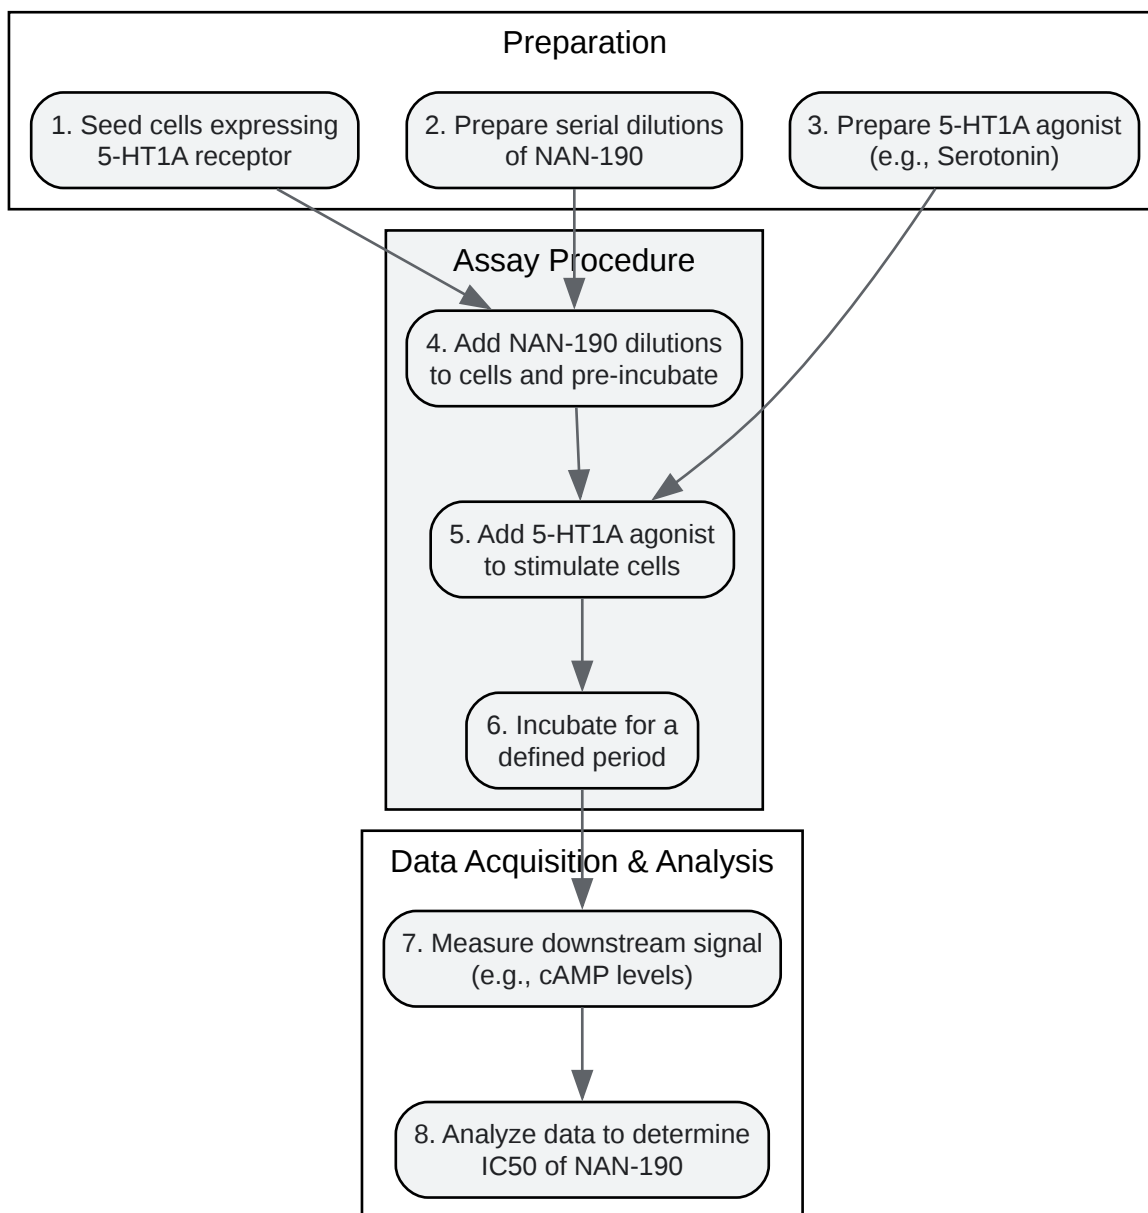 Preparation
1. Seed cells expressing
5-HT1A receptor
2. Prepare serial dilutions
of NAN-190
3. Prepare 5-HT1A agonist
(e.g., Serotonin)
Assay Procedure
4. Add NAN-190 dilutions
to cells and pre-incubate
5. Add 5-HT1A agonist
to stimulate cells
6. Incubate for a
defined period
Data Acquisition & Analysis
7. Measure downstream signal
(e.g., cAMP levels)
8. Analyze data to determine
IC50 of NAN-190